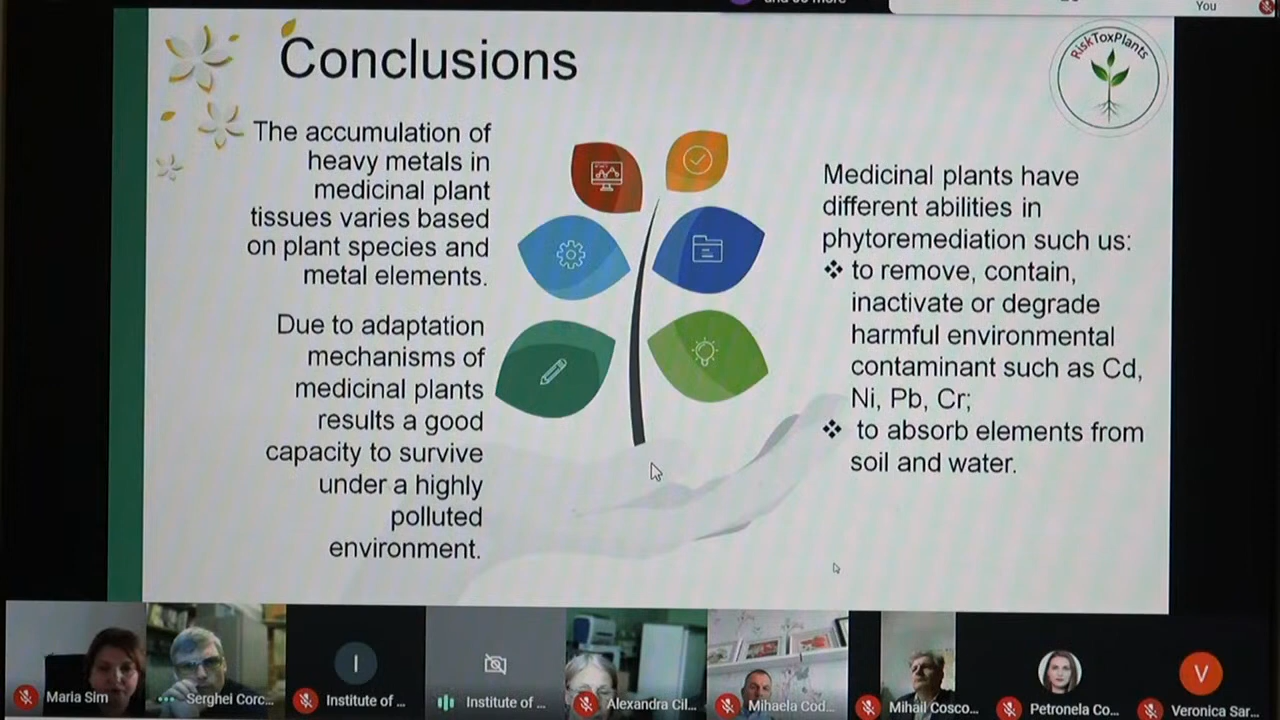 and 30 more
You
Conclusions
RiskToxPlants
The accumulation of
heavy metals in
medicinal plant
tissues varies based
on plant species and
metal elements.
Due to adaptation
mechanisms of
medicinal plants
results a good
capacity to survive
under a highly
polluted
environment.
Medicinal plants have
different abilities in
phytoremediation such us:
❖ to remove, contain,
inactivate or degrade
harmful environmental
contaminant such as Cd,
Ni, Pb, Cr;
❖ to absorb elements from
soil and water.
Maria Sim
Serghei Corc...
I
Institute of ...
Institute of ...
Alexandra Cil...
Mihaela Cod...
Mihail Cosco...
Petronela Co...
V
Veronica Sar...